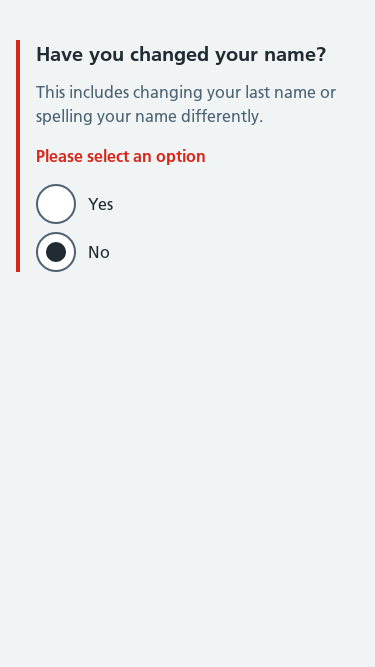 Have you changed your name?
This includes changing your last name or
spelling your name differently.
Please select an option
Yes
No